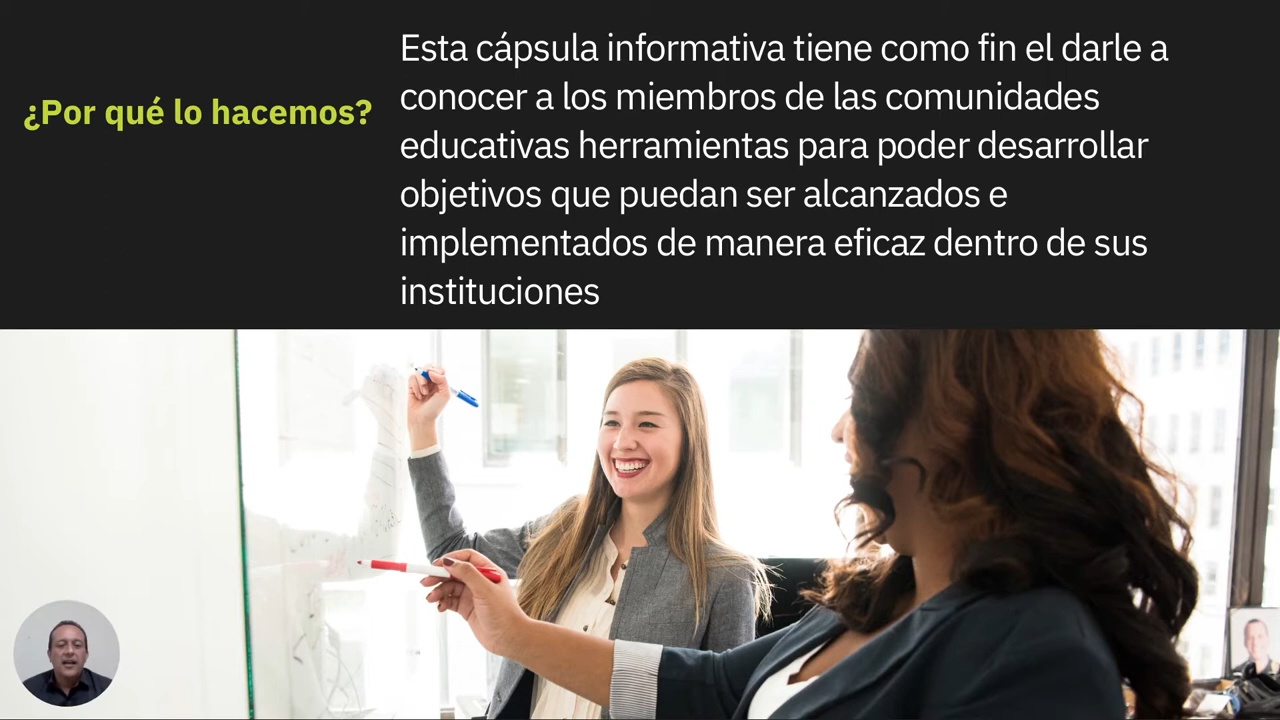 ¿Por qué lo hacemos?
Esta cápsula informativa tiene como fin el darle a
conocer a los miembros de las comunidades
educativas herramientas para poder desarrollar
objetivos que puedan ser alcanzados e
implementados de manera eficaz dentro de sus
instituciones